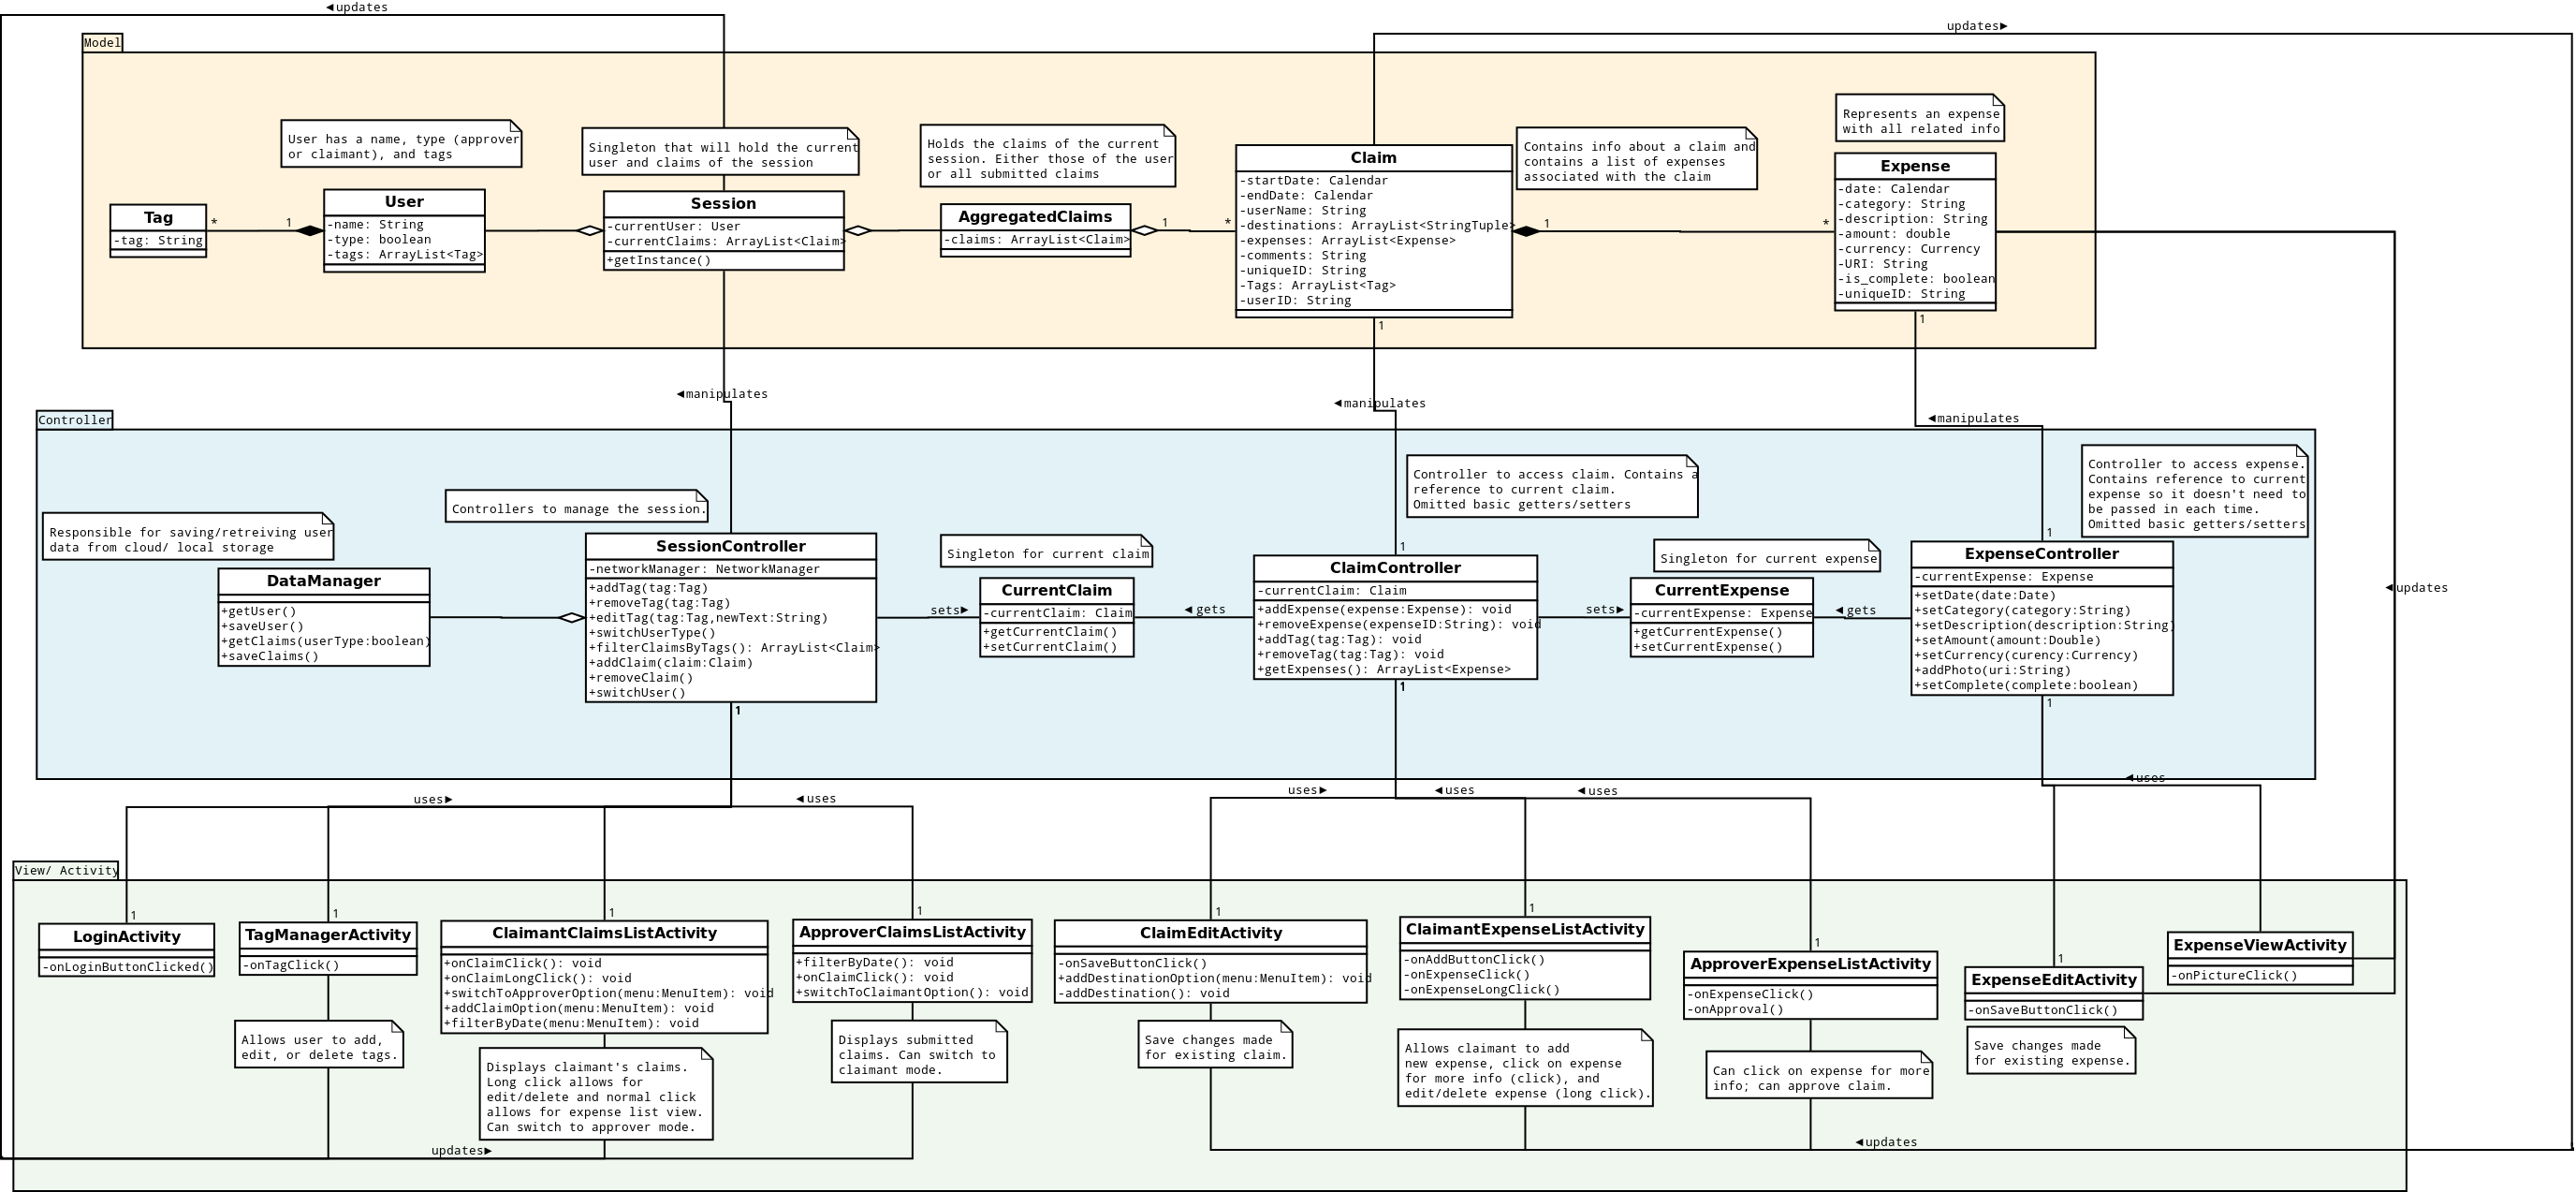 ◄updates
updates►
Model
User has a name, type (approver
or claimant), and tags
Singleton that will hold the current
user and claims of the session
Holds the claims of the current
session. Either those of the user
or all submitted claims
Contains info about a claim and
contains a list of expenses
associated with the claim
Represents an expense
with all related info
Tag
-tag: String
*
1
User
-name: String
-type: boolean
-tags: ArrayList<Tag>
Session
-currentUser: User
-currentClaims: ArrayList<Claim>
+getInstance()
AggregatedClaims
-claims: ArrayList<Claim>
1
*
Claim
-startDate: Calendar
-endDate: Calendar
-userName: String
-destinations: ArrayList<StringTuple>
-expenses: ArrayList<Expense>
-comments: String
-uniqueID: String
-Tags: ArrayList<Tag>
-userID: String
1
1
*
Expense
-date: Calendar
-category: String
-description: String
-amount: double
-currency: Currency
-URI: String
-is_complete: boolean
-uniqueID: String
1
◄manipulates
◄manipulates
◄manipulates
Controller
Responsible for saving/retreiving user
data from cloud/ local storage
Controllers to manage the session.
Singleton for current claim
Controller to access claim. Contains a
reference to current claim.
Omitted basic getters/setters
Singleton for current expense
Controller to access expense.
Contains reference to current
expense so it doesn't need to
be passed in each time.
Omitted basic getters/setters
DataManager
+getUser()
+saveUser()
+getClaims(userType:boolean)
+saveClaims()
SessionController
-networkManager: NetworkManager
+addTag(tag:Tag)
+removeTag(tag:Tag)
+editTag(tag:Tag,newText:String)
+switchUserType()
+filterClaimsByTags(): ArrayList<Claim>
+addClaim(claim:Claim)
+removeClaim()
+switchUser()
1
sets►
CurrentClaim
-currentClaim: Claim
+getCurrentClaim()
+setCurrentClaim()
◄gets
1
ClaimController
-currentClaim: Claim
+addExpense(expense:Expense): void
+removeExpense(expenseID:String): void
+addTag(tag:Tag): void
+removeTag(tag:Tag): void
+getExpenses(): ArrayList<Expense>
1
sets►
CurrentExpense
-currentExpense: Expense
+getCurrentExpense()
+setCurrentExpense()
◄gets
1
ExpenseController
-currentExpense: Expense
+setDate(date:Date)
+setCategory(category:String)
+setDescription(description:String)
+setAmount(amount:Double)
+setCurrency(curency:Currency)
+addPhoto(uri:String)
+setComplete(complete:boolean)
1
◄updates
uses►
◄uses
uses►
◄uses
◄uses
◄uses
View/ Activity
1
LoginActivity
-onLoginButtonClicked()
1
TagManagerActivity
-onTagClick()
Allows user to add,
edit, or delete tags.
1
ClaimantClaimsListActivity
+onClaimClick(): void
+onClaimLongClick(): void
+switchToApproverOption(menu:MenuItem): void
+addClaimOption(menu:MenuItem): void
+filterByDate(menu:MenuItem): void
Displays claimant's claims.
Long click allows for
edit/delete and normal click
allows for expense list view.
Can switch to approver mode.
1
ApproverClaimsListActivity
+filterByDate(): void
+onClaimClick(): void
+switchToClaimantOption(): void
Displays submitted
claims. Can switch to
claimant mode.
1
ClaimEditActivity
-onSaveButtonClick()
+addDestinationOption(menu:MenuItem): void
-addDestination(): void
Save changes made
for existing claim.
1
ClaimantExpenseListActivity
-onAddButtonClick()
-onExpenseClick()
-onExpenseLongClick()
Allows claimant to add
new expense, click on expense
for more info (click), and
edit/delete expense (long click).
1
ApproverExpenseListActivity
-onExpenseClick()
-onApproval()
Can click on expense for more
info; can approve claim.
1
ExpenseEditActivity
-onSaveButtonClick()
Save changes made
for existing expense.
ExpenseViewActivity
-onPictureClick()
updates►
◄updates